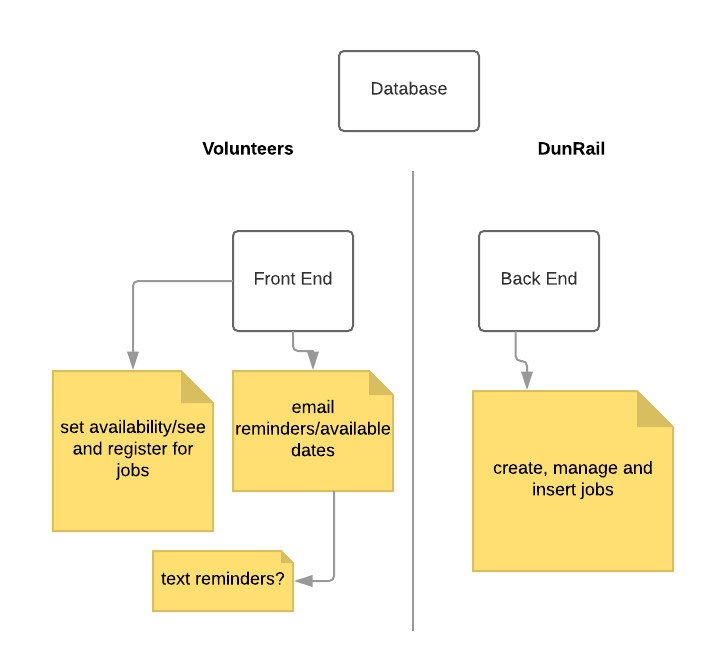 Database
Volunteers
DunRail
Front End
Back End
set availability/see
and register for
jobs
email
reminders/available
dates
create, manage and
insert jobs
text reminders?